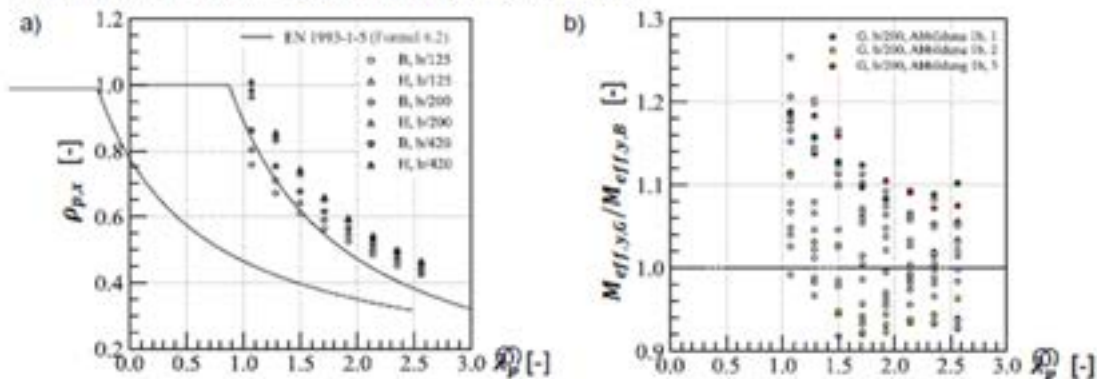 a)
1.2
1.0
0.8
0.6
0.4
0.2
ρp,x [-]
EN 1993-1-5 (Formel 4.2)
B, b/125
H, b/125
B, b/200
H, b/200
B, b/420
H, b/420
0.0 0.5 1.0 1.5 2.0 2.5 3.0
[-]
b)
1.3
1.2
1.1
1.0
0.9
Meff,y,G/Meff,y,B [-]
G, b/200, Abbildung 1b, 1
G, b/200, Abbildung 1b, 2
G, b/200, Abbildung 1b, 3
0.0 0.5 1.0 1.5 2.0 2.5 3.0
[-]